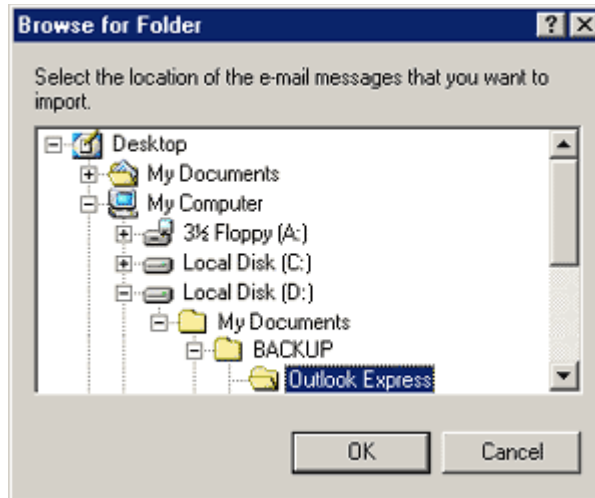 Browse for Folder
Select the location of the e-mail messages that you want to
import.
Desktop
My Documents
My Computer
3½ Floppy (A:)
Local Disk (C:)
Local Disk (D:)
My Documents
BACKUP
Outlook Express
OK Cancel